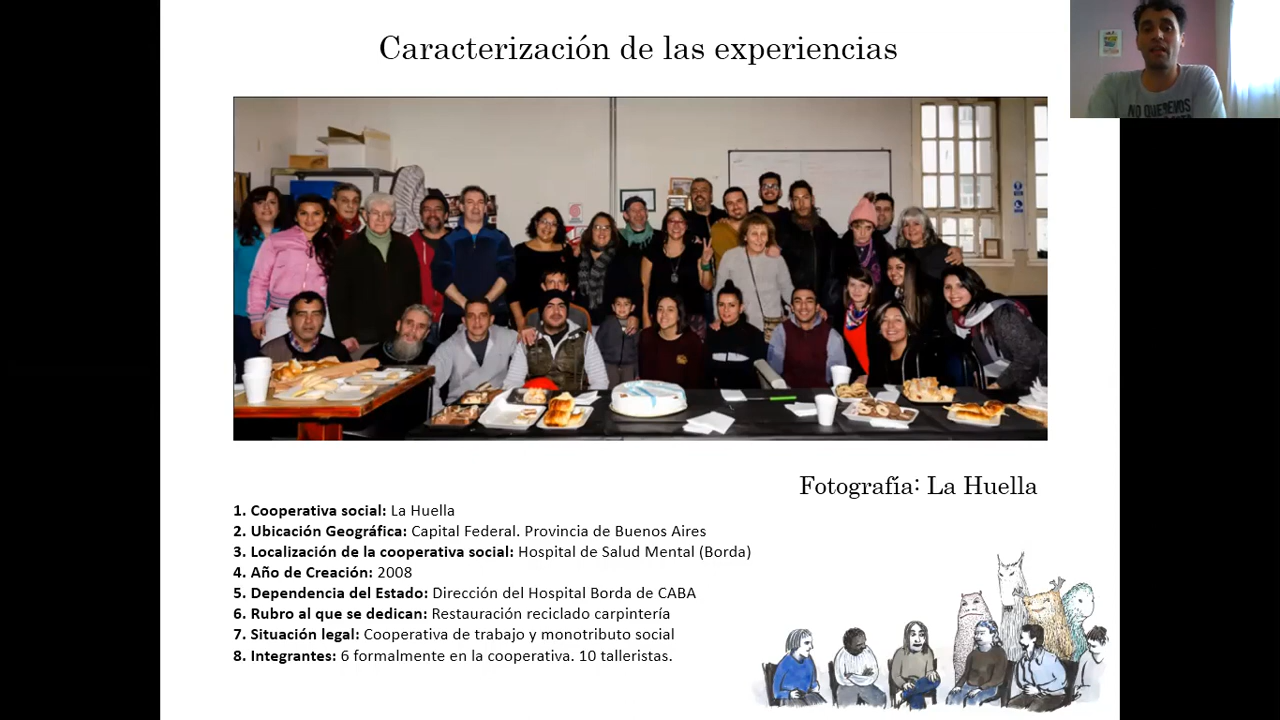 Caracterización de las experiencias
NO QUEREMOS
Fotografía: La Huella
1. Cooperativa social: La Huella
2. Ubicación Geográfica: Capital Federal. Provincia de Buenos Aires
3. Localización de la cooperativa social: Hospital de Salud Mental (Borda)
4. Año de Creación: 2008
5. Dependencia del Estado: Dirección del Hospital Borda de CABA
6. Rubro al que se dedican: Restauración reciclado carpintería
7. Situación legal: Cooperativa de trabajo y monotributo social
8. Integrantes: 6 formalmente en la cooperativa. 10 talleristas.